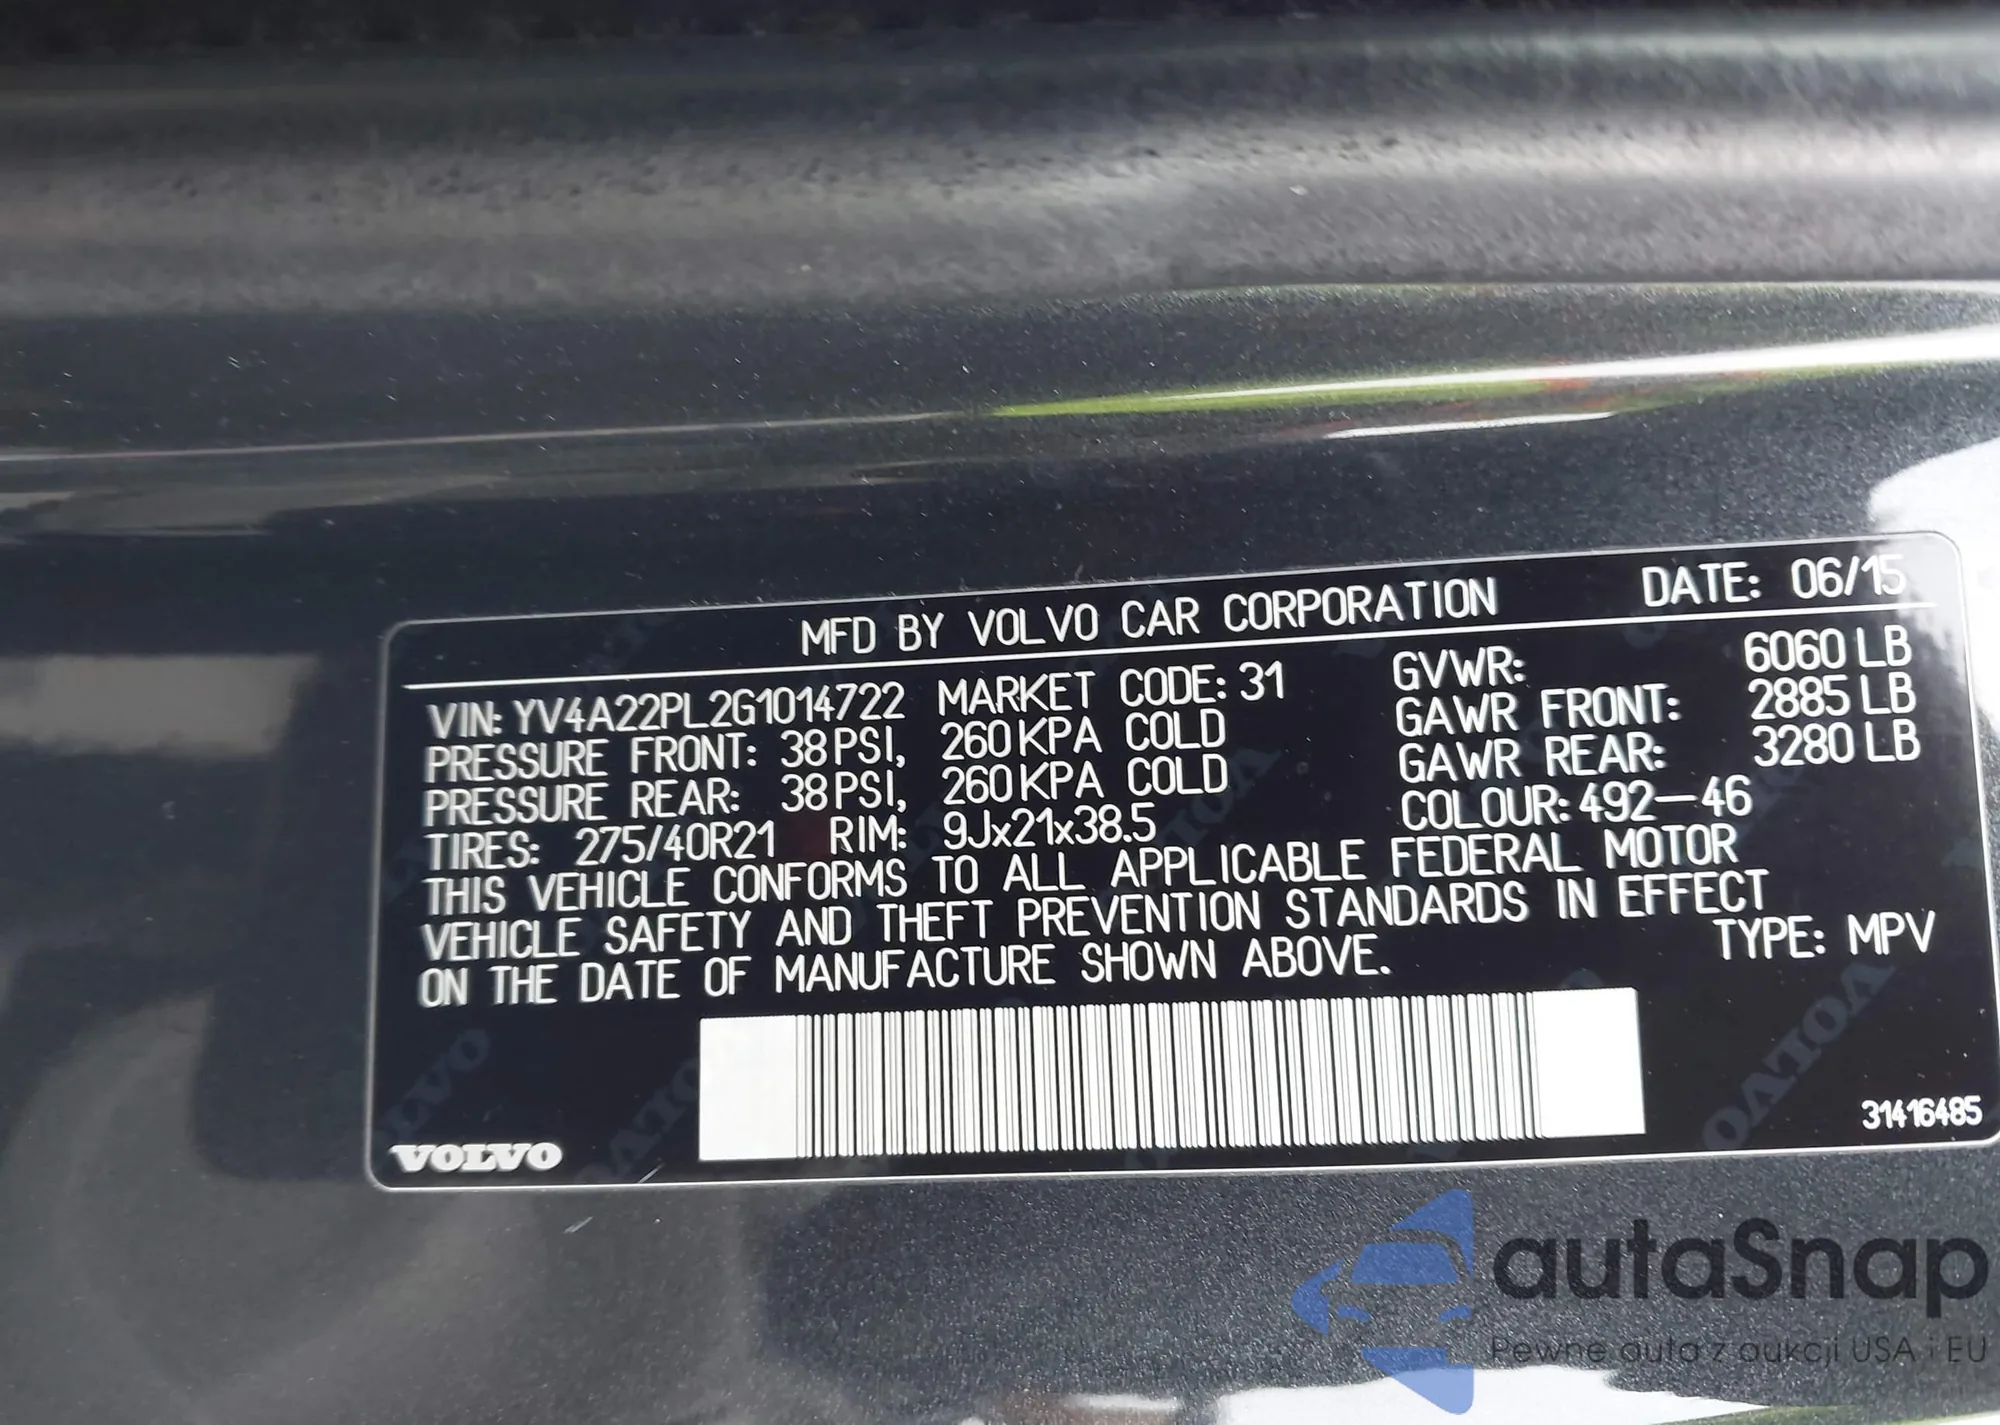 MFD BY VOLVO CAR CORPORATION DATE: 06/15
VIN: YV4A22PL2G1014722 MARKET CODE: 31 GVWR: 6060 LB
PRESSURE FRONT: 38 PSI, 260 KPA COLD GAWR FRONT: 2885 LB
PRESSURE REAR: 38 PSI, 260 KPA COLD GAWR REAR: 3280 LB
TIRES: 275/40R21 RIM: 9Jx21x38.5 COLOUR: 492-46
THIS VEHICLE CONFORMS TO ALL APPLICABLE FEDERAL MOTOR
VEHICLE SAFETY AND THEFT PREVENTION STANDARDS IN EFFECT
ON THE DATE OF MANUFACTURE SHOWN ABOVE. TYPE: MPV
31416485
VOLVO
autaSnap
Pewne auta z aukcji USA i EU